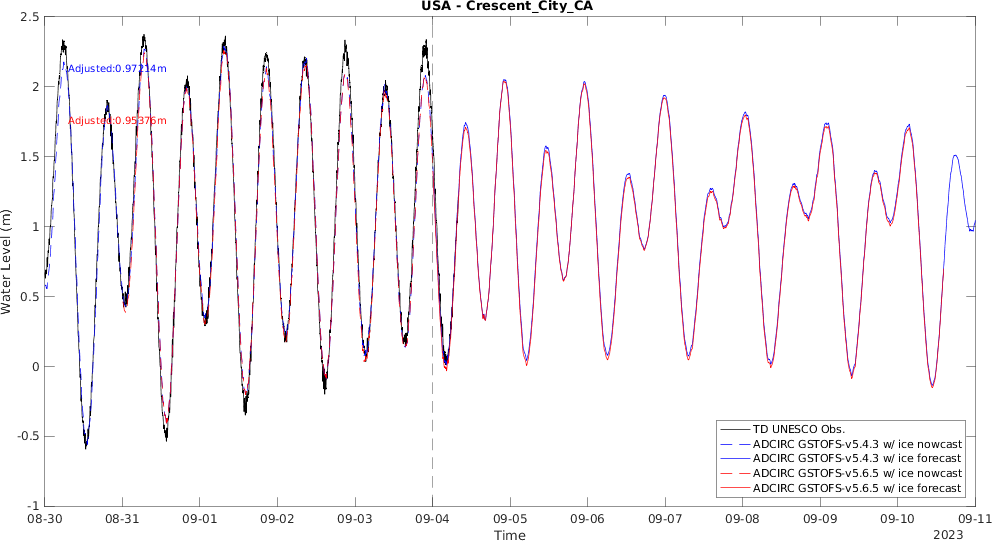 USA - Crescent_City_CA
2.5
2
1.5
1
0.5
0
-0.5
-1
Water Level (m)
Adjusted:0.97214m
Adjusted:0.95376m
TD UNESCO Obs.
ADCIRC GSTOFS-v5.4.3 w/ ice nowcast
ADCIRC GSTOFS-v5.4.3 w/ ice forecast
ADCIRC GSTOFS-v5.6.5 w/ ice nowcast
ADCIRC GSTOFS-v5.6.5 w/ ice forecast
08-30 08-31 09-01 09-02 09-03 09-04 09-05 09-06 09-07 09-08 09-09 09-10 09-11
Time
2023